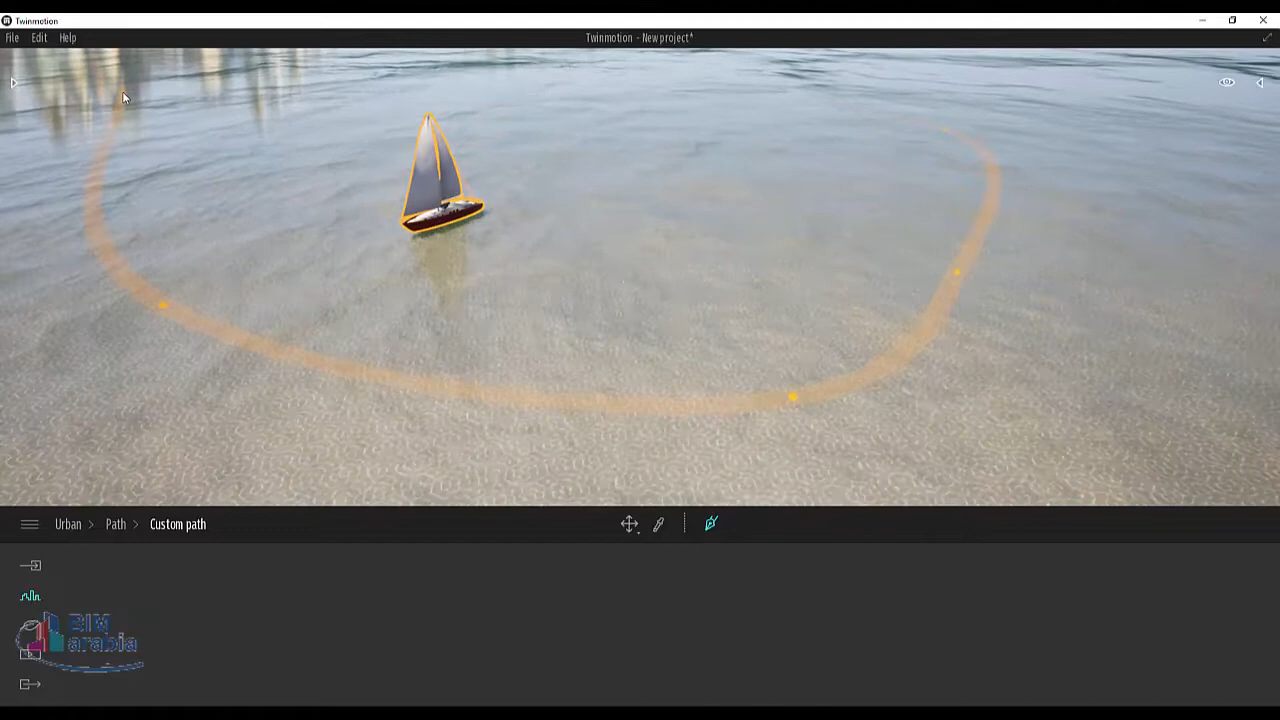 Twinmotion
File Edit Help
Twinmotion - New project*
Urban > Path > Custom path
BIM
arabia